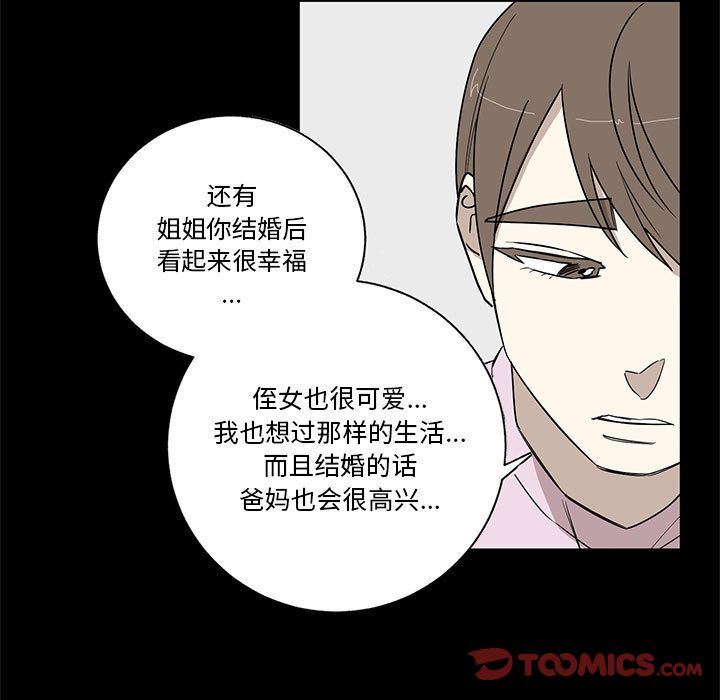 还有
姐姐你结婚后
看起来很幸福
...
侄女也很可爱...
我也想过那样的生活...
而且结婚的话
爸妈也会很高兴...
TOOMICS.COM